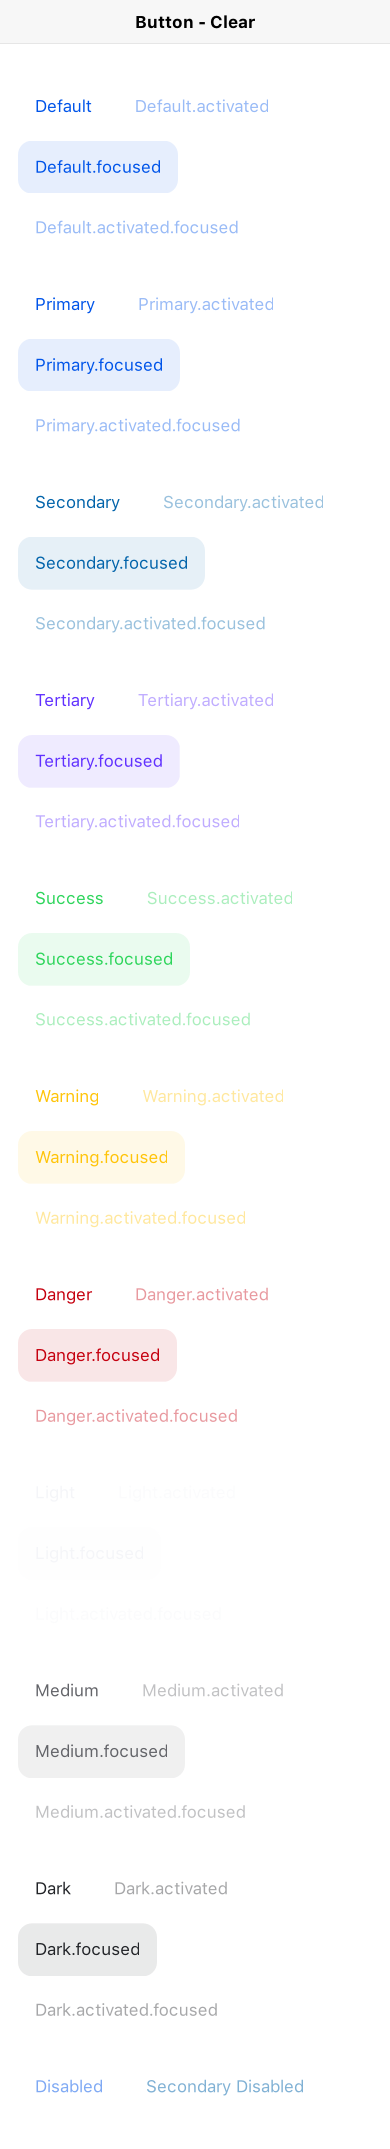 Button - Clear
Default Default.activated
Default.focused
Default.activated.focused
Primary Primary.activated
Primary.focused
Primary.activated.focused
Secondary Secondary.activated
Secondary.focused
Secondary.activated.focused
Tertiary Tertiary.activated
Tertiary.focused
Tertiary.activated.focused
Success Success.activated
Success.focused
Success.activated.focused
Warning Warning.activated
Warning.focused
Warning.activated.focused
Danger Danger.activated
Danger.focused
Danger.activated.focused
Light Light.activated
Light.focused
Light.activated.focused
Medium Medium.activated
Medium.focused
Medium.activated.focused
Dark Dark.activated
Dark.focused
Dark.activated.focused
Disabled Secondary Disabled